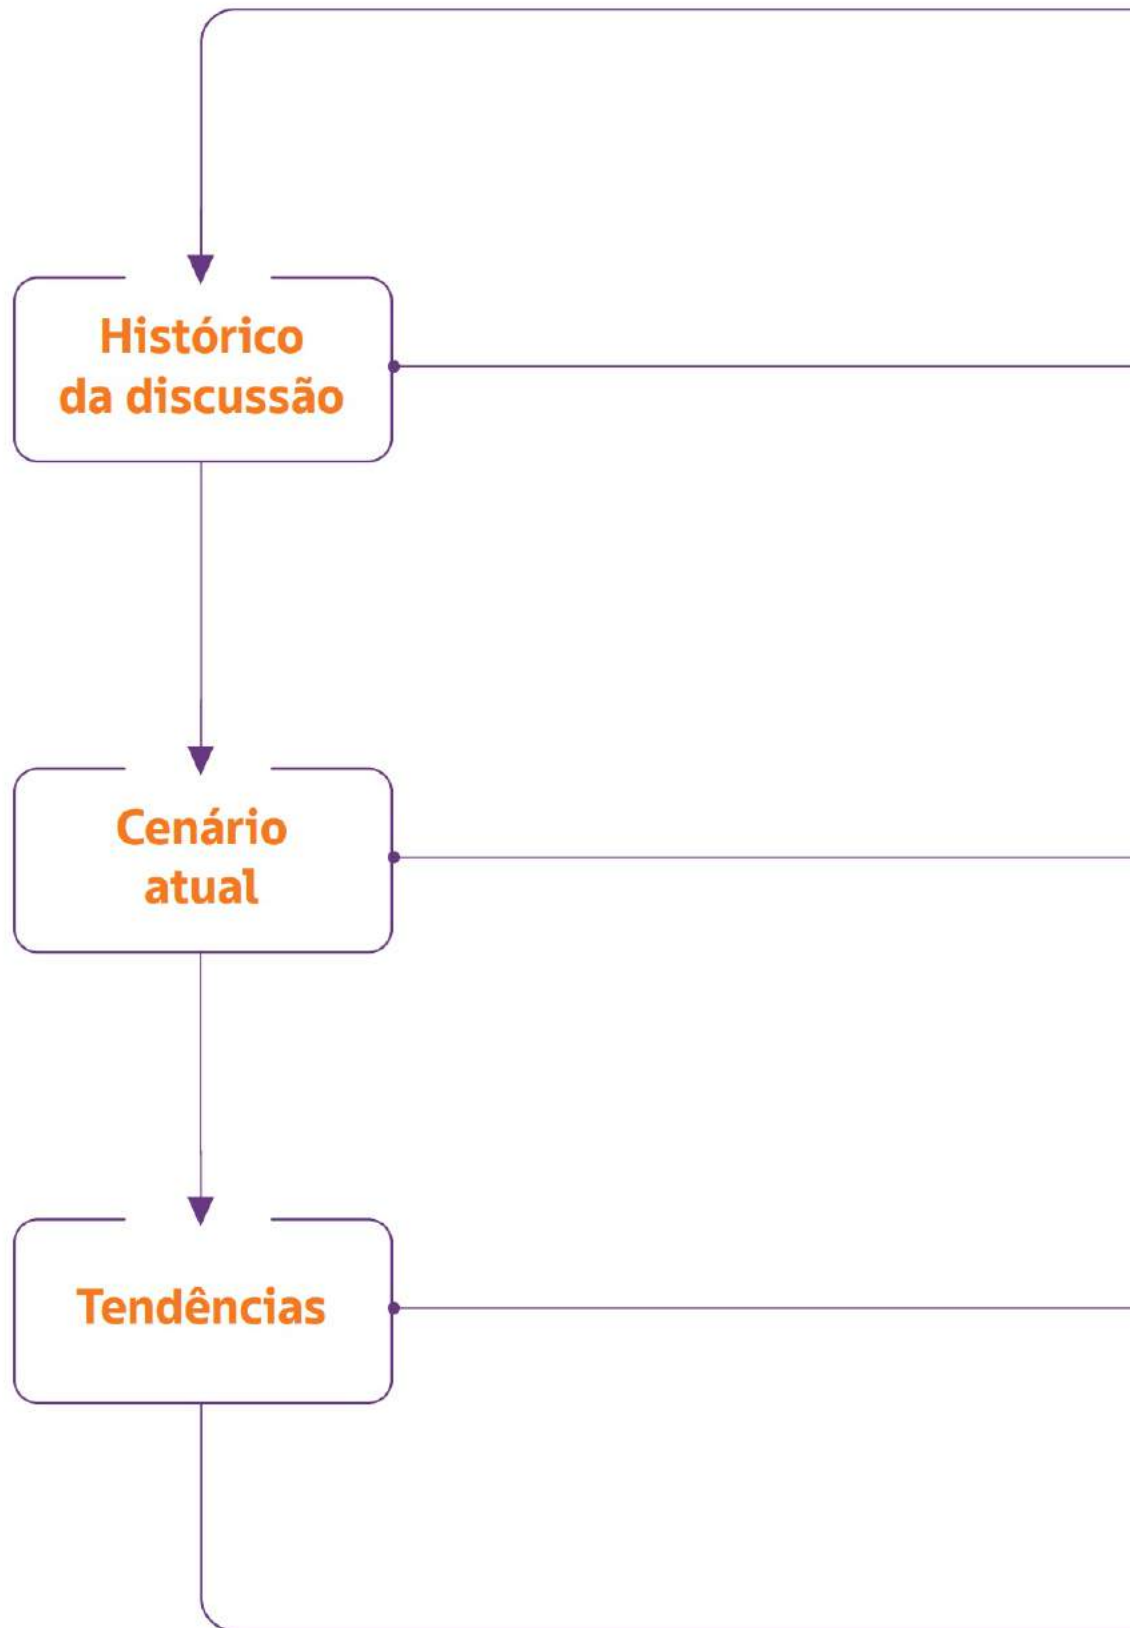 Histórico
da discussão
Cenário
atual
Tendências